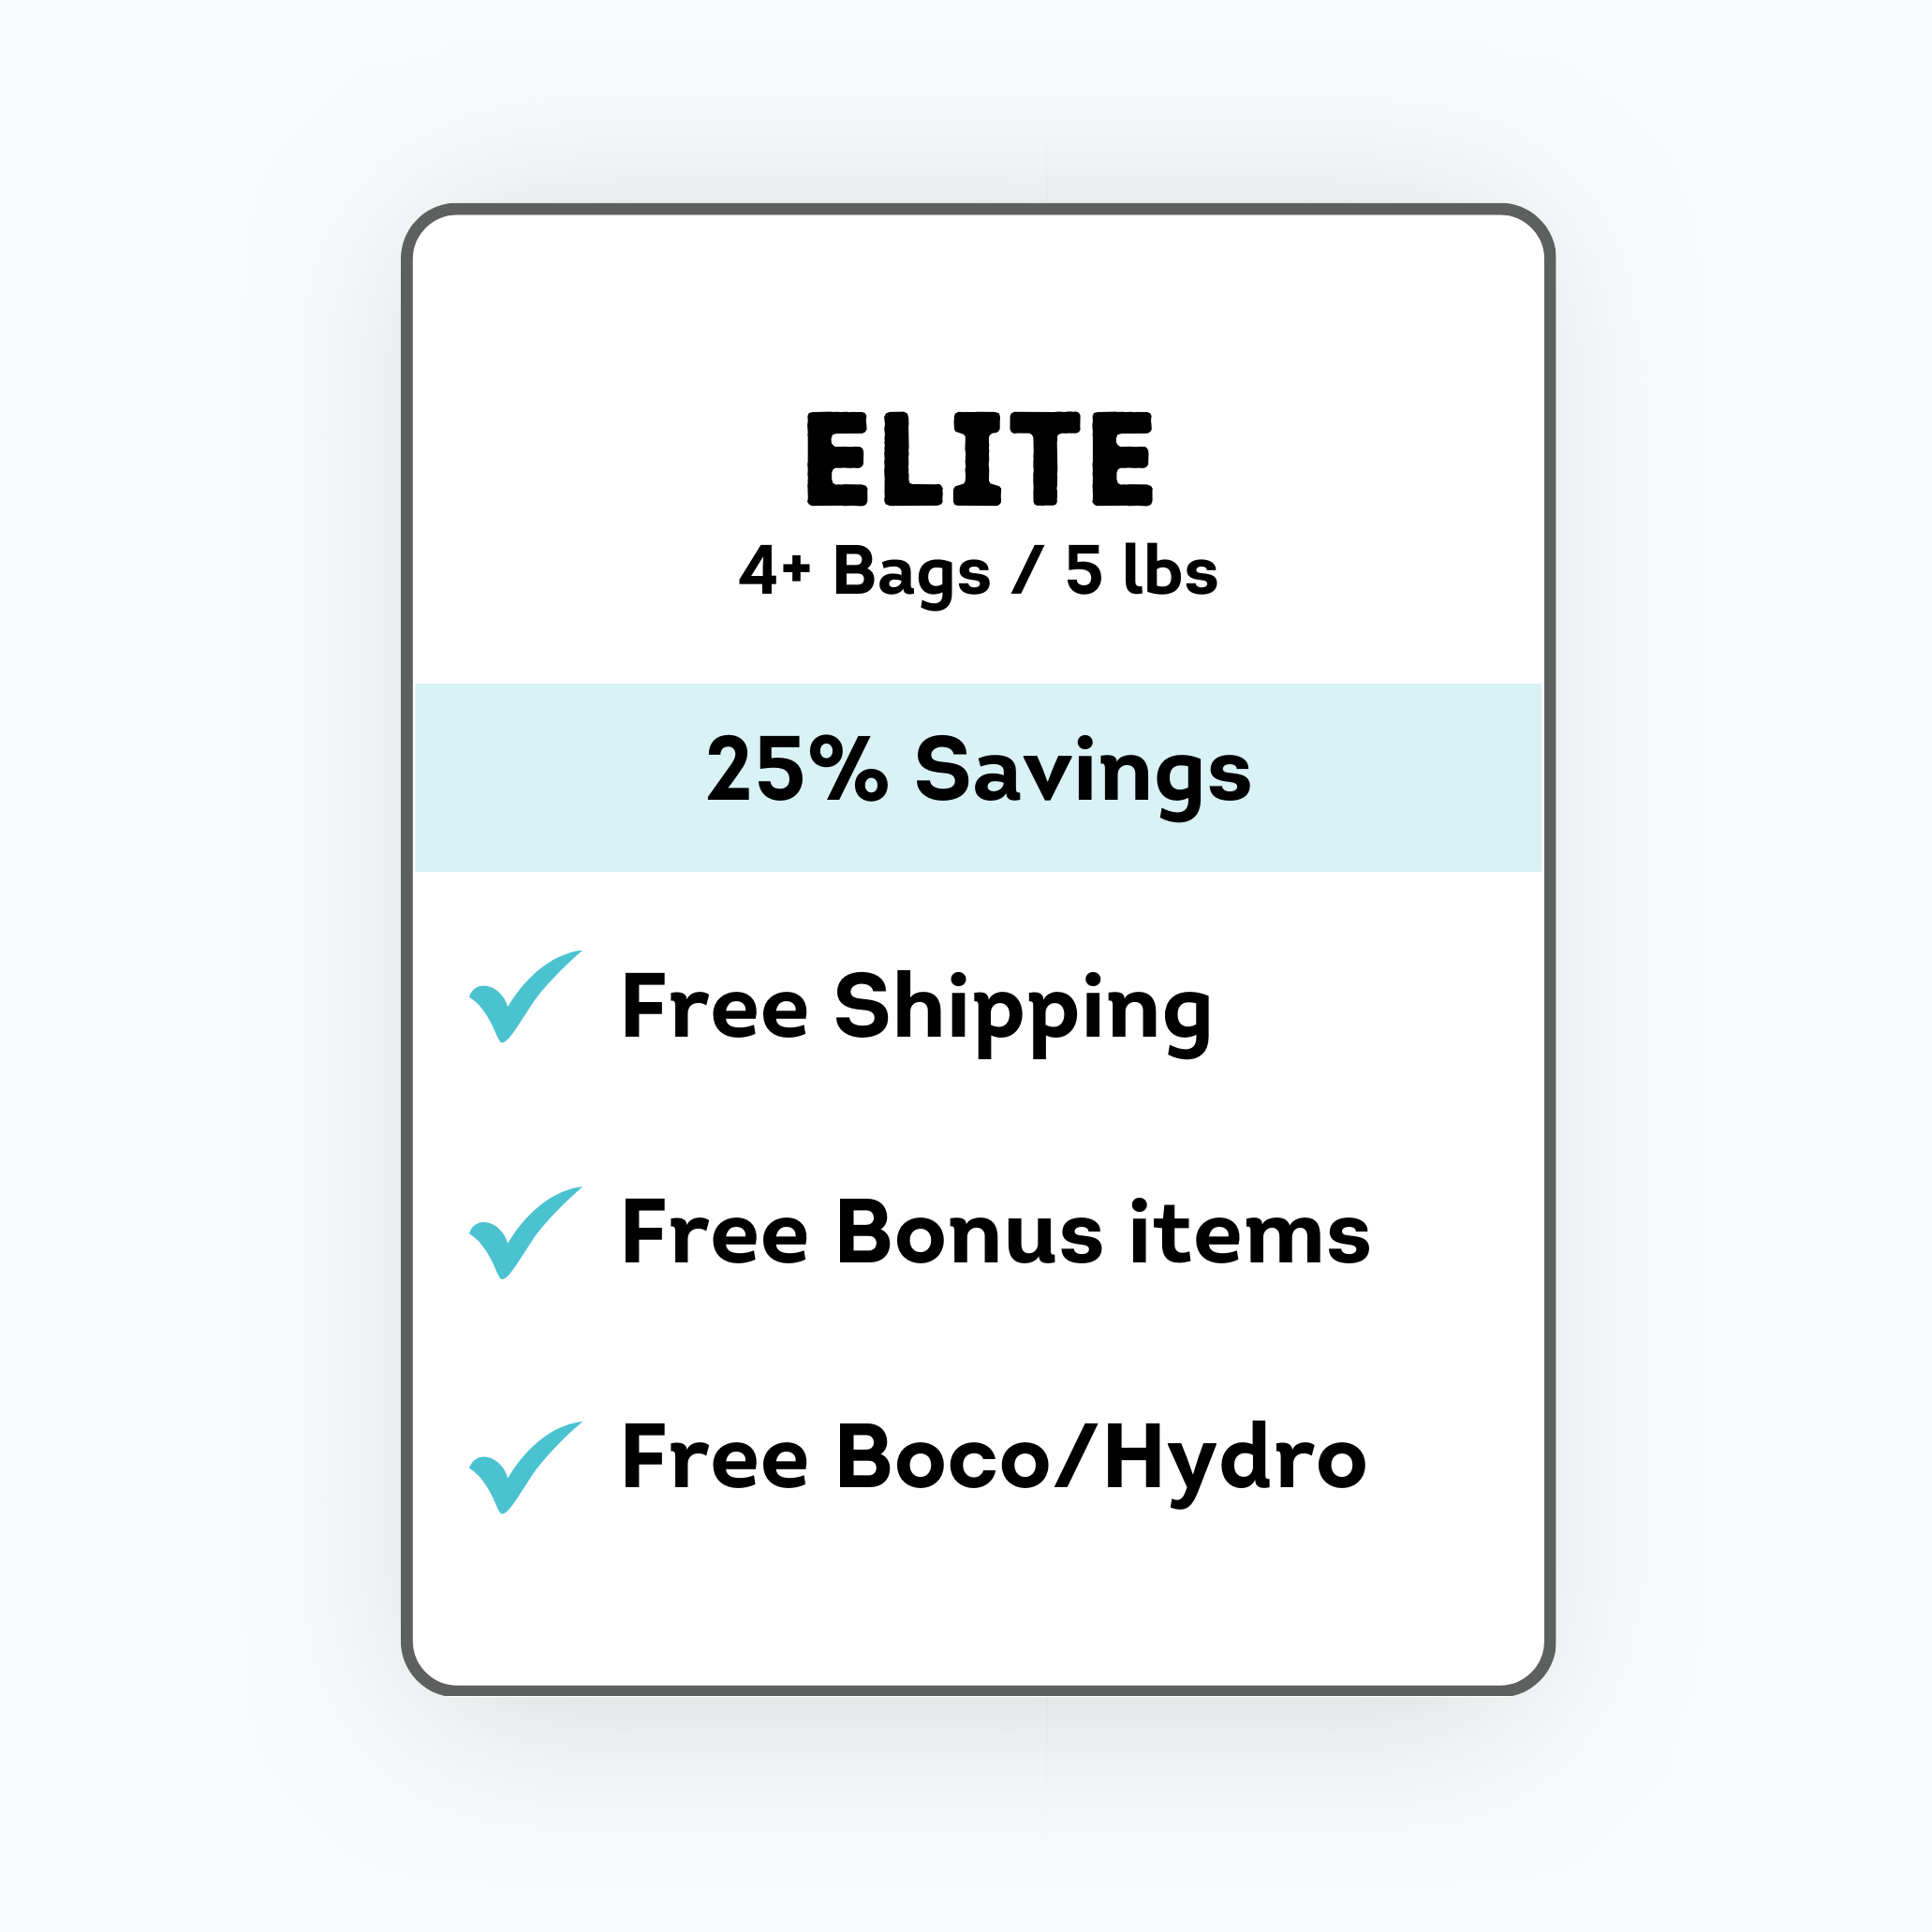 ELITE
4+ Bags / 5 lbs
25% Savings
Free Shipping
Free Bonus items
Free Boco/Hydro